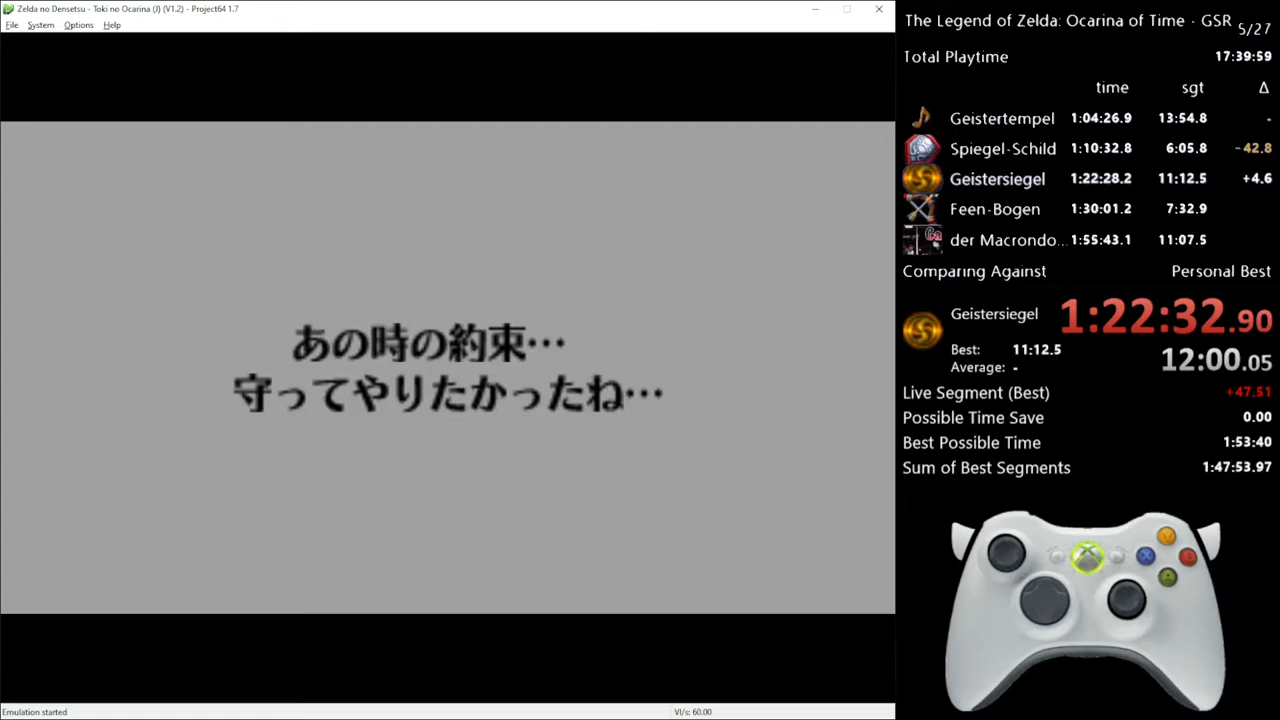 Zelda no Densetsu - Toki no Ocarina (J) (V1.2) - Project64 1.7
File System Options Help
あの時の約束…
守ってやりたかったね…
Emulation started
VI/s: 60.00
The Legend of Zelda: Ocarina of Time - GSR 5/27
Total Playtime 17:39:59
time sgt Δ
Geistertempel 1:04:26.9 13:54.8 -
Spiegel-Schild 1:10:32.8 6:05.8 -42.8
Geistersiegel 1:22:28.2 11:12.5 +4.6
Feen-Bogen 1:30:01.2 7:32.9
der Macrondo... 1:55:43.1 11:07.5
Comparing Against Personal Best
Geistersiegel 1:22:32.90
Best: 11:12.5 12:00.05
Average: -
Live Segment (Best) +47.51
Possible Time Save 0.00
Best Possible Time 1:53:40
Sum of Best Segments 1:47:53.97